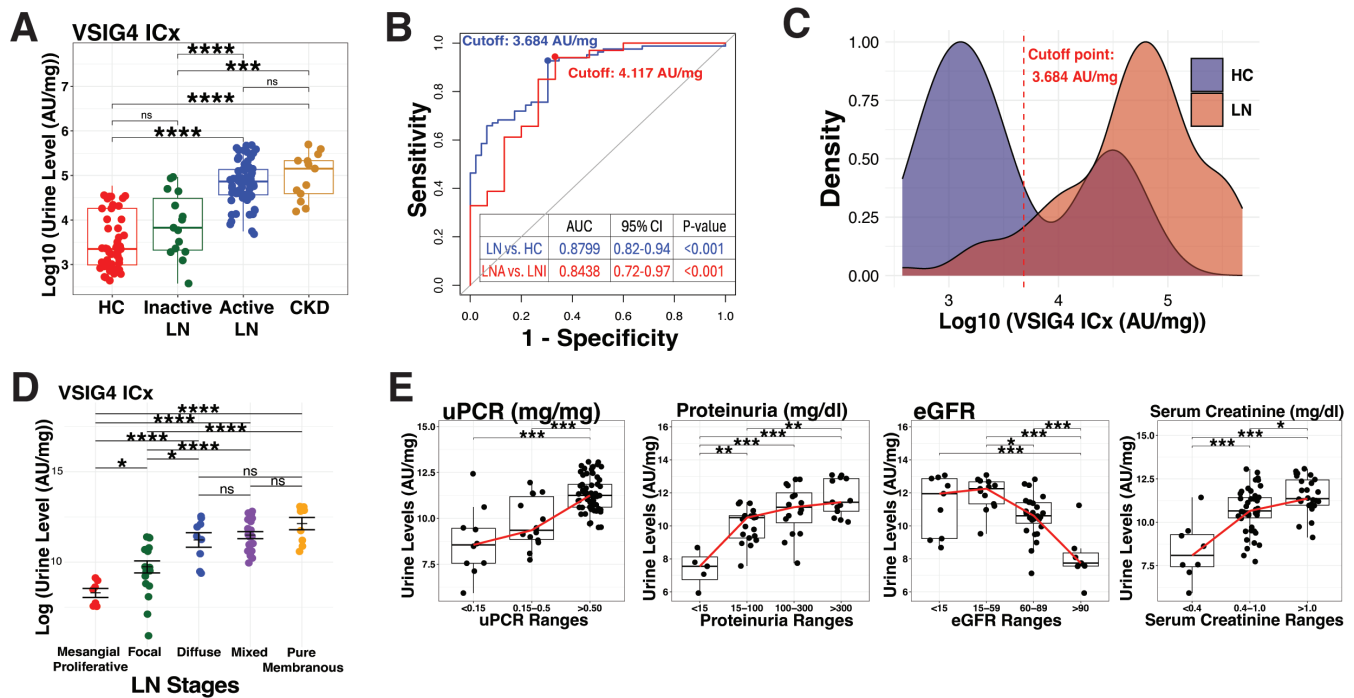 A
VSIG4 ICx
Log10 (Urine Level (AU/mg))
7
6
5
4
3
****
***
ns
****
ns
****
HC
Inactive
LN
Active
LN
CKD
B
Cutoff: 3.684 AU/mg
Cutoff: 4.117 AU/mg
Sensitivity
1.0
0.8
0.6
0.4
0.2
0.0
AUC 95% CI P-value
LN vs. HC 0.8799 0.82-0.94 <0.001
LNA vs. LNI 0.8438 0.72-0.97 <0.001
0.0 0.2 0.4 0.6 0.8 1.0
1 - Specificity
C
Cutoff point:
3.684 AU/mg
HC
LN
Density
1.00
0.75
0.50
0.25
0.00
3 4 5
Log10 (VSIG4 ICx (AU/mg))
D
VSIG4 ICx
Log (Urine Level (AU/mg))
15
10
****
****
****
****
****
*
*
ns
ns
ns
Mesangial
Proliferative
Focal
Diffuse
Mixed
Pure
Membranous
LN Stages
E
uPCR (mg/mg)
Urine Levels (AU/mg)
15.0
12.5
10.0
7.5
***
***
<0.15 0.15–0.5 >0.50
uPCR Ranges
Proteinuria (mg/dl)
Urine Levels (AU/mg)
16
14
12
10
8
6
**
***
***
**
<15 15–100 100–300 >300
Proteinuria Ranges
eGFR
Urine Levels (AU/mg)
16
14
12
10
8
6
***
***
*
***
<15 15–59 60–89 >90
eGFR Ranges
Serum Creatinine (mg/dl)
Urine Levels (AU/mg)
15.0
12.5
10.0
7.5
*
***
***
<0.4 0.4–1.0 >1.0
Serum Creatinine Ranges